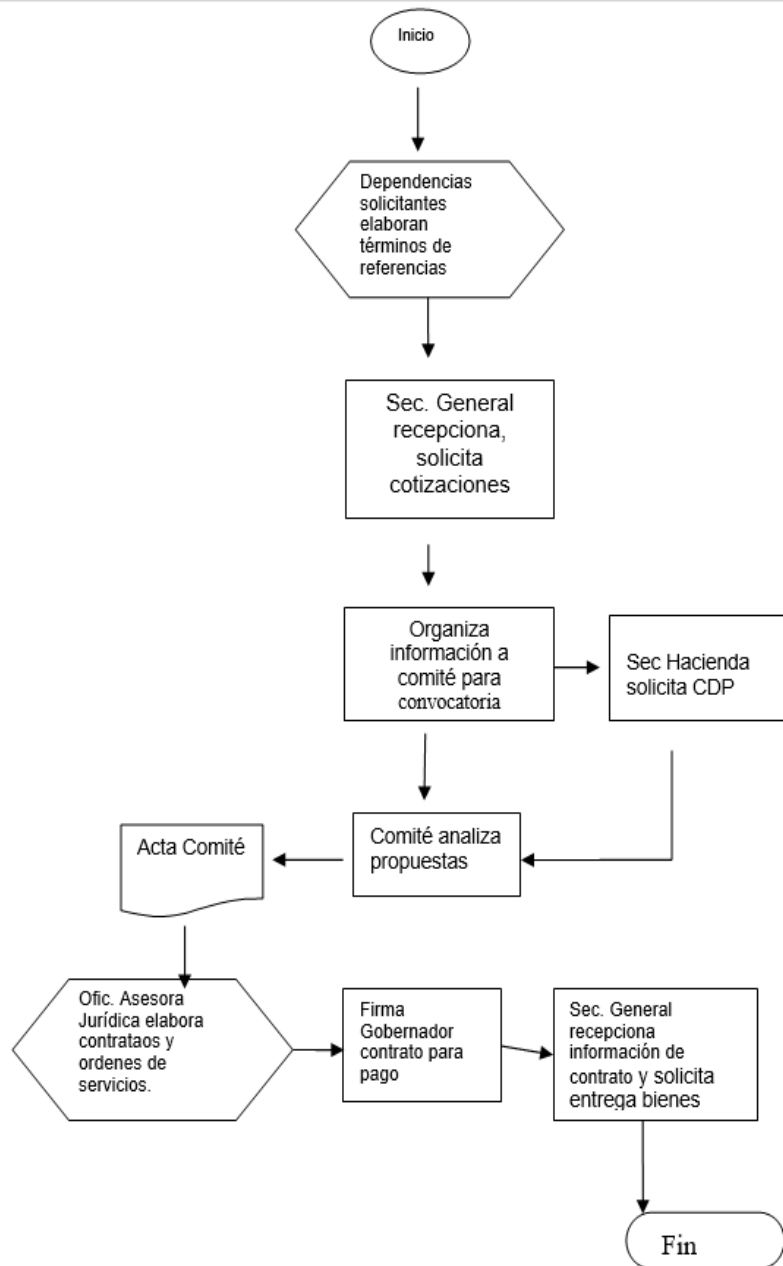 Inicio
Dependencias
solicitantes
elaboran
términos de
referencias
Sec. General
recepciona,
solicita
cotizaciones
Organiza
información a
comité para
convocatoria
Sec Hacienda
solicita CDP
Comité analiza
propuestas
Acta Comité
Ofic. Asesora
Jurídica elabora
contrataos y
ordenes de
servicios.
Firma
Gobernador
contrato para
pago
Sec. General
recepciona
información de
contrato y solicita
entrega bienes
Fin